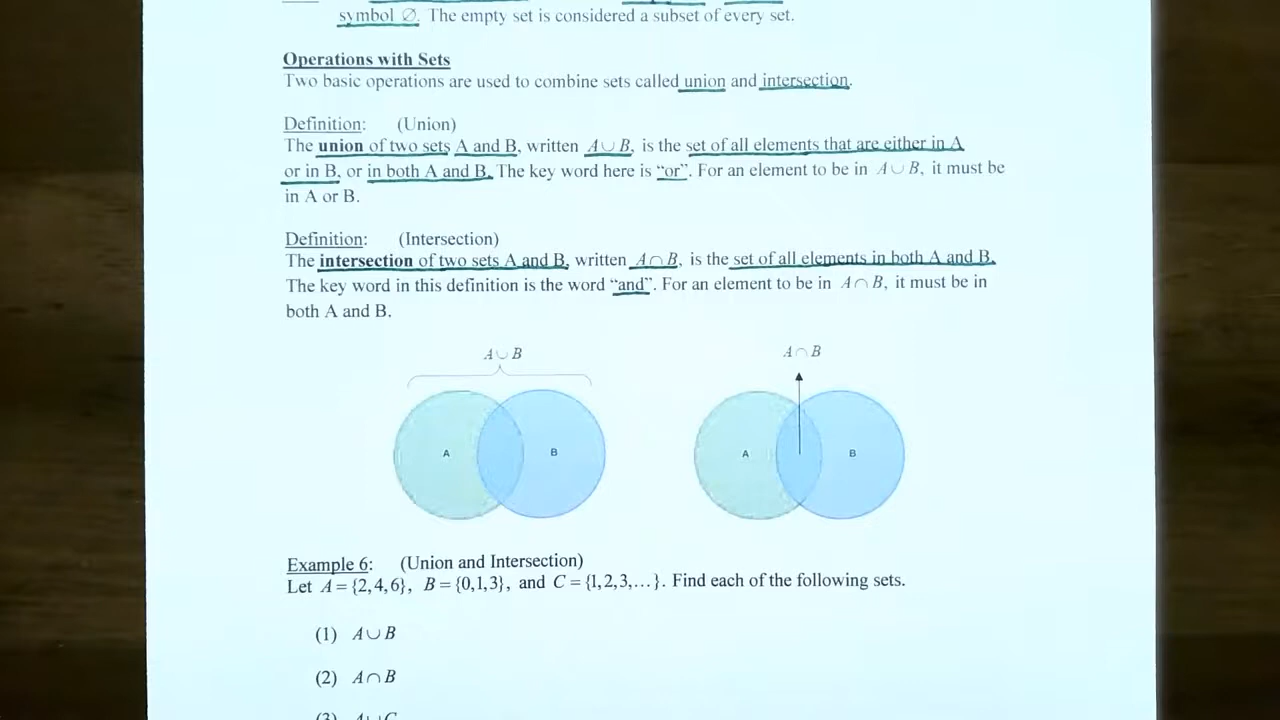 symbol ∅. The empty set is considered a subset of every set.
Operations with Sets
Two basic operations are used to combine sets called union and intersection.
Definition: (Union)
The union of two sets A and B, written A∪B, is the set of all elements that are either in A
or in B, or in both A and B. The key word here is “or”. For an element to be in A∪B, it must be
in A or B.
Definition: (Intersection)
The intersection of two sets A and B, written A∩B, is the set of all elements in both A and B.
The key word in this definition is the word “and”. For an element to be in A∩B, it must be in
both A and B.
A∪B
A∩B
A B
A B
Example 6: (Union and Intersection)
Let A={2,4,6}, B={0,1,3}, and C={1,2,3,...}. Find each of the following sets.
(1) A∪B
(2) A∩B
(3) A∪C